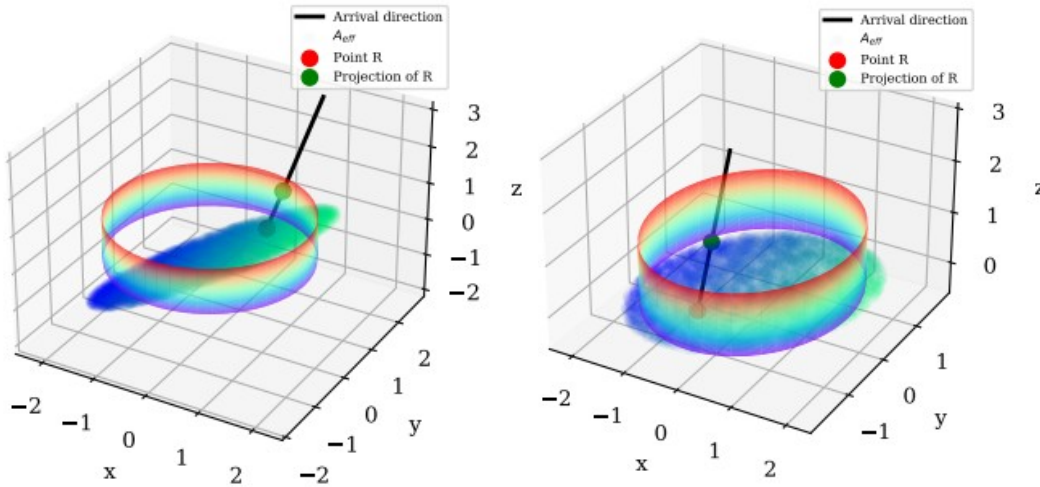 Arrival direction
A_eff
Point R
Projection of R
3
2
1
0
−1
−2
z
−2
−1
0
1
2
x
−2
−1
0
1
2
y
Arrival direction
A_eff
Point R
Projection of R
3
2
1
0
z
−2
−1
0
1
2
x
−1
0
1
y